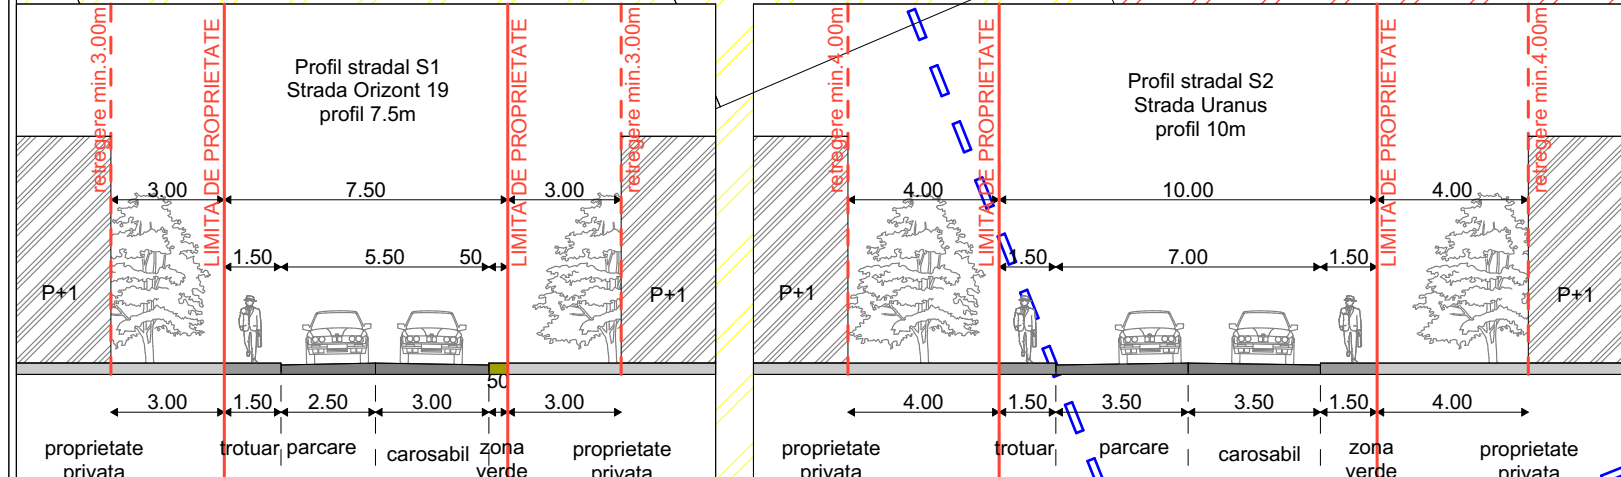 Profil stradal S1
Strada Orizont 19
profil 7.5m
retregere min.3.00m
LIMITA DE PROPRIETATE
LIMITA DE PROPRIETATE
retregere min.3.00m
3.00 7.50 3.00
1.50 5.50 50
P+1 P+1
50
3.00 1.50 2.50 3.00 3.00
proprietate privata
trotuar
parcare
carosabil
zona verde
proprietate privata
Profil stradal S2
Strada Uranus
profil 10m
retregere min.4.00m
LIMITA DE PROPRIETATE
LIMITA DE PROPRIETATE
retregere min.4.00m
4.00 10.00 4.00
1.50 7.00 1.50
P+1 P+1
4.00 1.50 3.50 3.50 1.50 4.00
proprietate privata
trotuar
parcare
carosabil
zona verde
proprietate privata